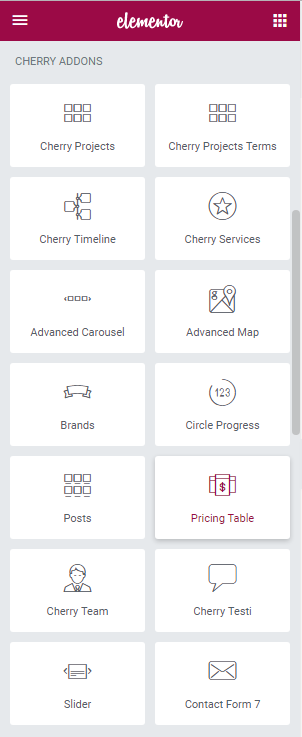 elementor
CHERRY ADDONS
Cherry Projects
Cherry Projects Terms
Cherry Timeline
Cherry Services
Advanced Carousel
Advanced Map
Brands
123
Circle Progress
Posts
$
Pricing Table
Cherry Team
Cherry Testi
Slider
Contact Form 7